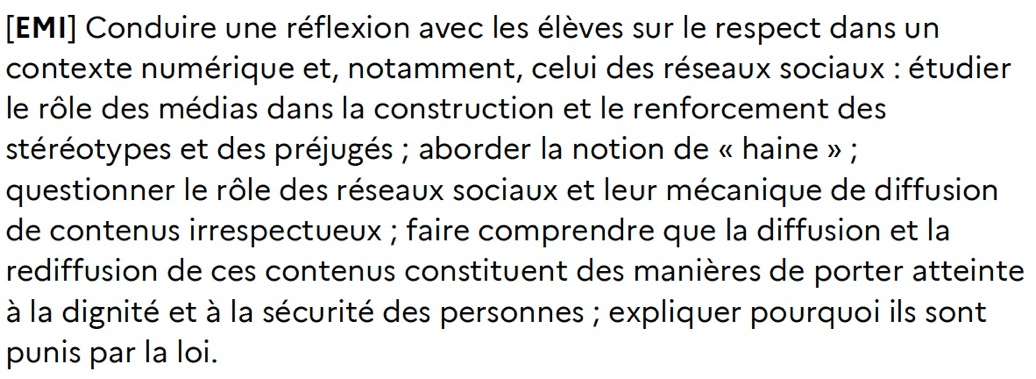 [EMI] Conduire une réflexion avec les élèves sur le respect dans un
contexte numérique et, notamment, celui des réseaux sociaux : étudier
le rôle des médias dans la construction et le renforcement des
stéréotypes et des préjugés ; aborder la notion de « haine » ;
questionner le rôle des réseaux sociaux et leur mécanique de diffusion
de contenus irrespectueux ; faire comprendre que la diffusion et la
rediffusion de ces contenus constituent des manières de porter atteinte
à la dignité et à la sécurité des personnes ; expliquer pourquoi ils sont
punis par la loi.